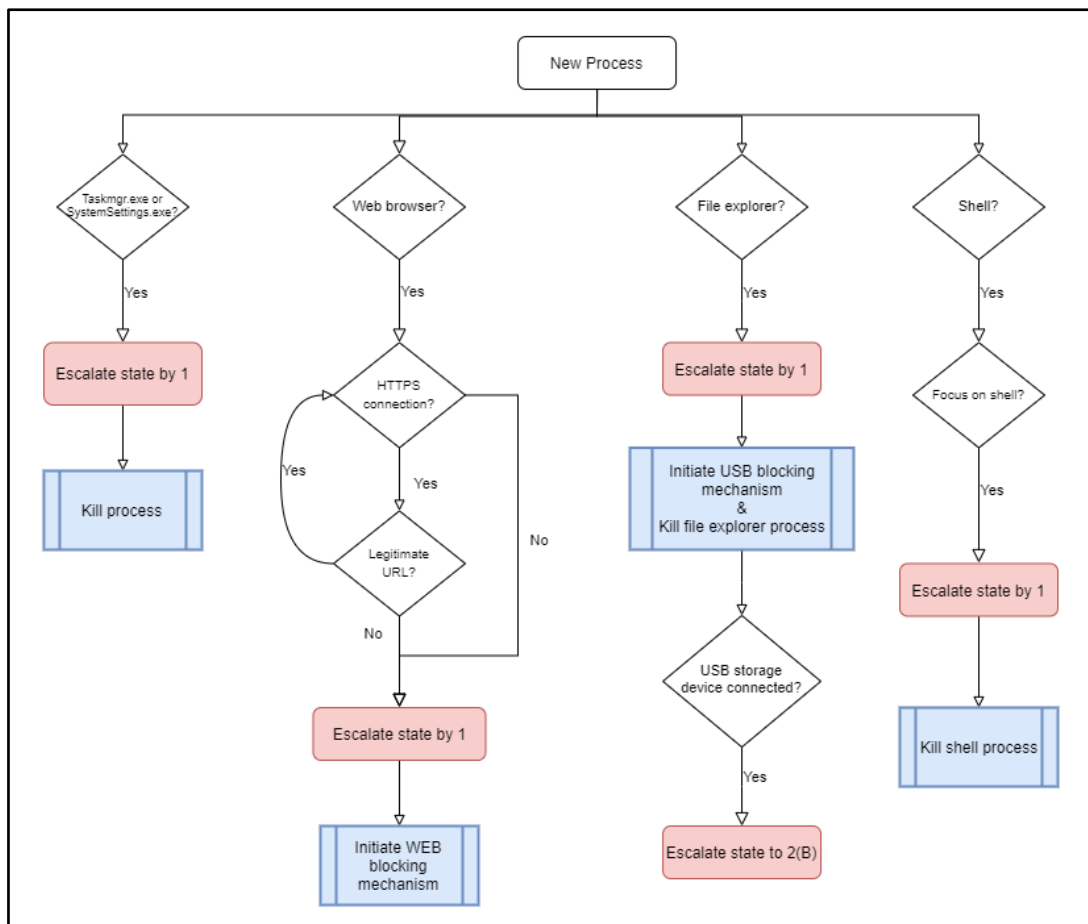 New Process
Taskmgr.exe or
SystemSettings.exe?
Web browser?
File explorer?
Shell?
Yes
Yes
Yes
Yes
Escalate state by 1
HTTPS
connection?
Escalate state by 1
Focus on shell?
Kill process
Yes
Yes
Initiate USB blocking
mechanism
&
Kill file explorer process
Yes
No
Legitimate
URL?
Escalate state by 1
No
USB storage
device connected?
Escalate state by 1
Kill shell process
Yes
Initiate WEB
blocking
mechanism
Escalate state to 2(B)